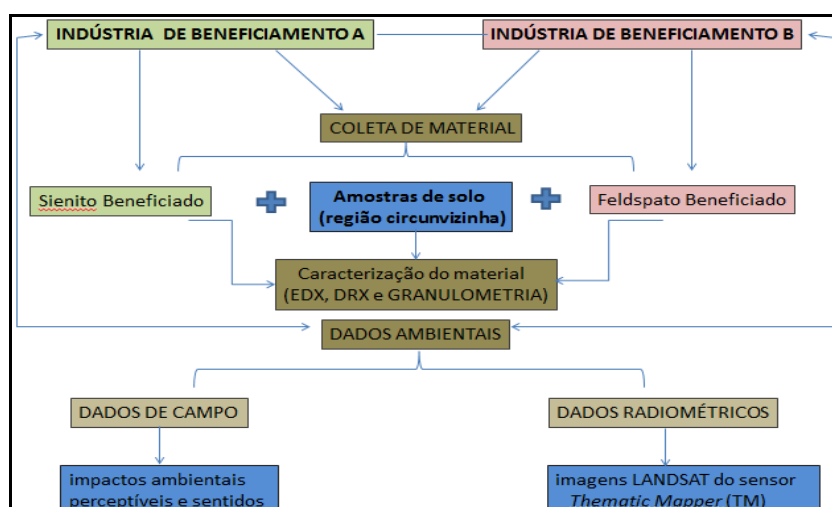 INDÚSTRIA DE BENEFICIAMENTO A
INDÚSTRIA DE BENEFICIAMENTO B
COLETA DE MATERIAL
Sienito Beneficiado
Amostras de solo
(região circunvizinha)
Feldspato Beneficiado
Caracterização do material
(EDX, DRX e GRANULOMETRIA)
DADOS AMBIENTAIS
DADOS DE CAMPO
DADOS RADIOMÉTRICOS
impactos ambientais
perceptíveis e sentidos
imagens LANDSAT do sensor
Thematic Mapper (TM)